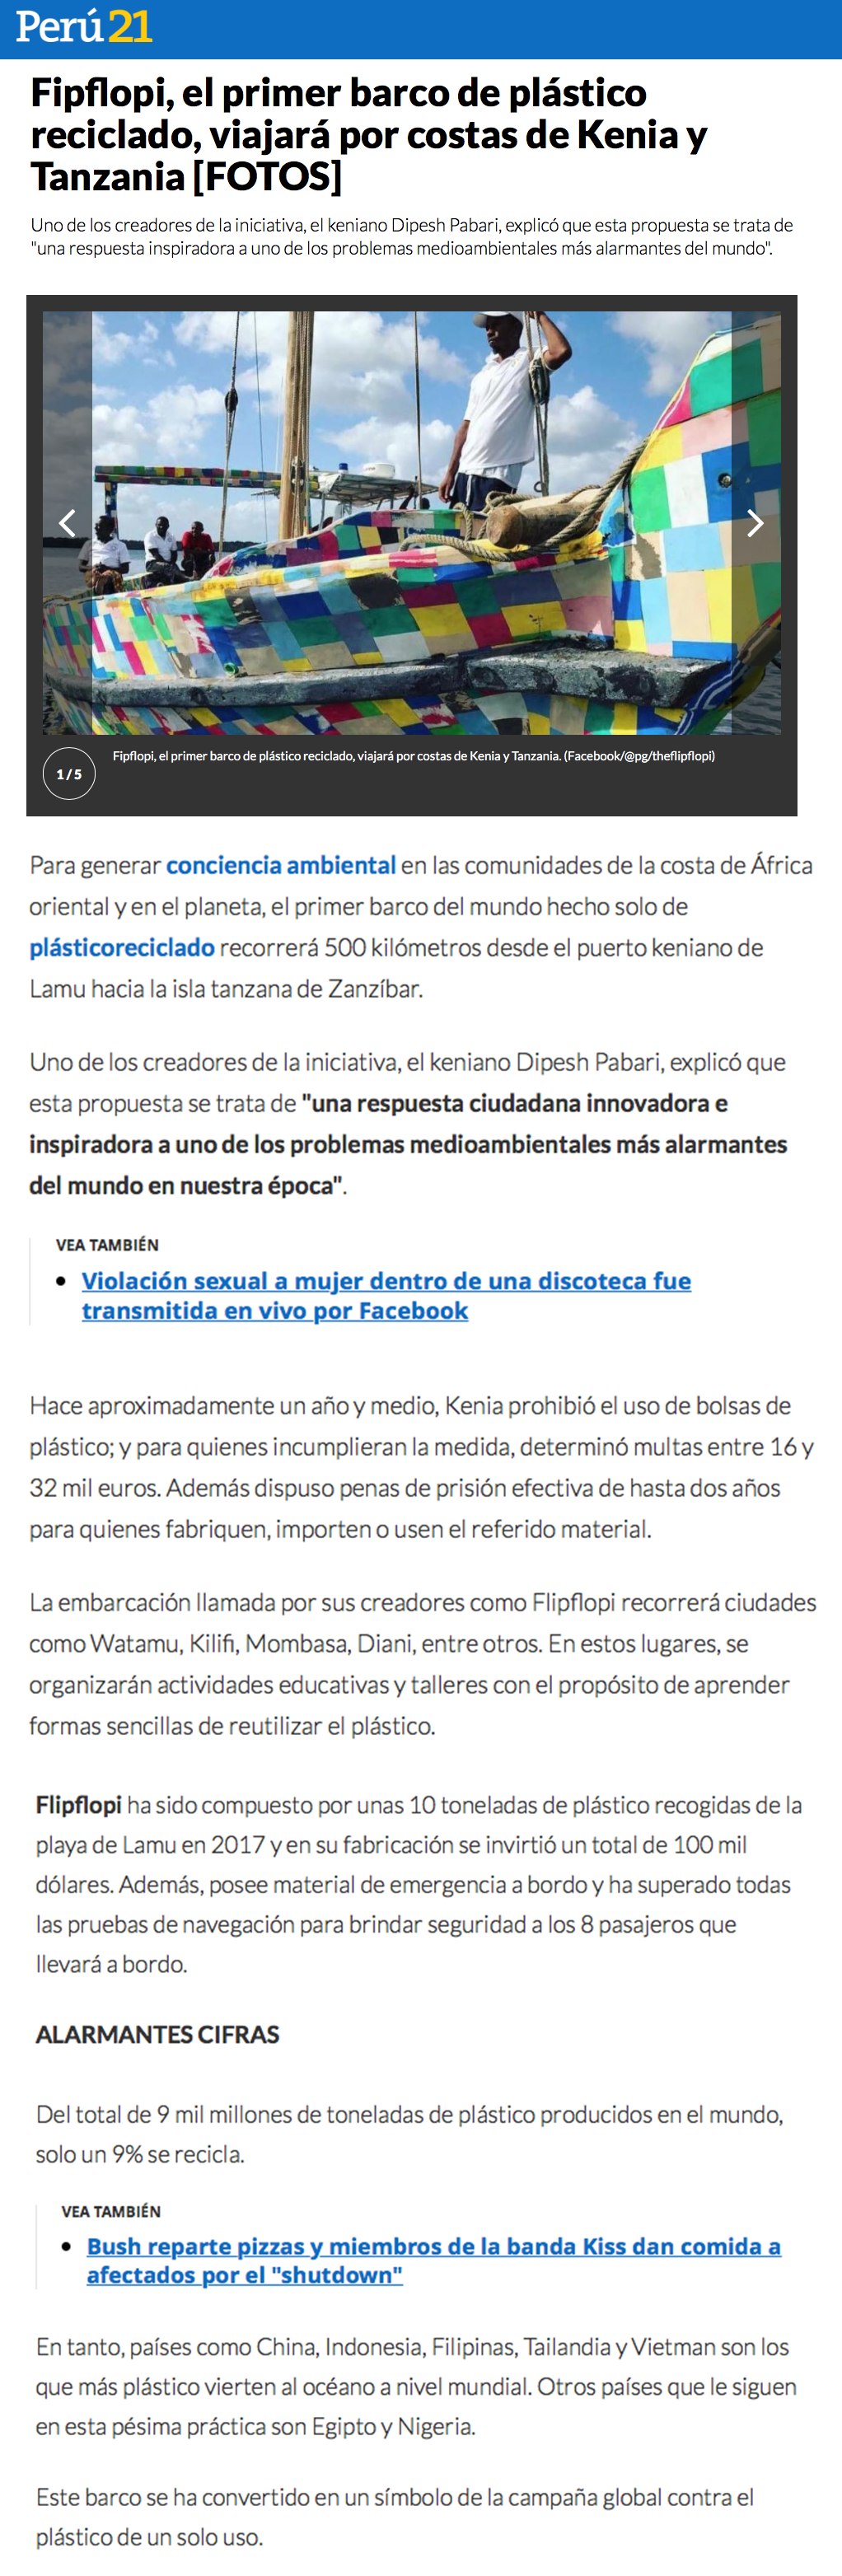 Perú21
Fipflopi, el primer barco de plástico
reciclado, viajará por costas de Kenia y
Tanzania [FOTOS]
Uno de los creadores de la iniciativa, el keniano Dipesh Pabari, explicó que esta propuesta se trata de
"una respuesta inspiradora a uno de los problemas medioambientales más alarmantes del mundo".
1 / 5
Fipflopi, el primer barco de plástico reciclado, viajará por costas de Kenia y Tanzania. (Facebook/@pg/theflipflopi)
Para generar conciencia ambiental en las comunidades de la costa de África
oriental y en el planeta, el primer barco del mundo hecho solo de
plásticoreciclado recorrerá 500 kilómetros desde el puerto keniano de
Lamu hacia la isla tanzana de Zanzíbar.
Uno de los creadores de la iniciativa, el keniano Dipesh Pabari, explicó que
esta propuesta se trata de "una respuesta ciudadana innovadora e
inspiradora a uno de los problemas medioambientales más alarmantes
del mundo en nuestra época".
VEA TAMBIÉN
• Violación sexual a mujer dentro de una discoteca fue
transmitida en vivo por Facebook
Hace aproximadamente un año y medio, Kenia prohibió el uso de bolsas de
plástico; y para quienes incumplieran la medida, determinó multas entre 16 y
32 mil euros. Además dispuso penas de prisión efectiva de hasta dos años
para quienes fabriquen, importen o usen el referido material.
La embarcación llamada por sus creadores como Flipflopi recorrerá ciudades
como Watamu, Kilifi, Mombasa, Diani, entre otros. En estos lugares, se
organizarán actividades educativas y talleres con el propósito de aprender
formas sencillas de reutilizar el plástico.
Flipflopi ha sido compuesto por unas 10 toneladas de plástico recogidas de la
playa de Lamu en 2017 y en su fabricación se invirtió un total de 100 mil
dólares. Además, posee material de emergencia a bordo y ha superado todas
las pruebas de navegación para brindar seguridad a los 8 pasajeros que
llevará a bordo.
ALARMANTES CIFRAS
Del total de 9 mil millones de toneladas de plástico producidos en el mundo,
solo un 9% se recicla.
VEA TAMBIÉN
• Bush reparte pizzas y miembros de la banda Kiss dan comida a
afectados por el "shutdown"
En tanto, países como China, Indonesia, Filipinas, Tailandia y Vietman son los
que más plástico vierten al océano a nivel mundial. Otros países que le siguen
en esta pésima práctica son Egipto y Nigeria.
Este barco se ha convertido en un símbolo de la campaña global contra el
plástico de un solo uso.